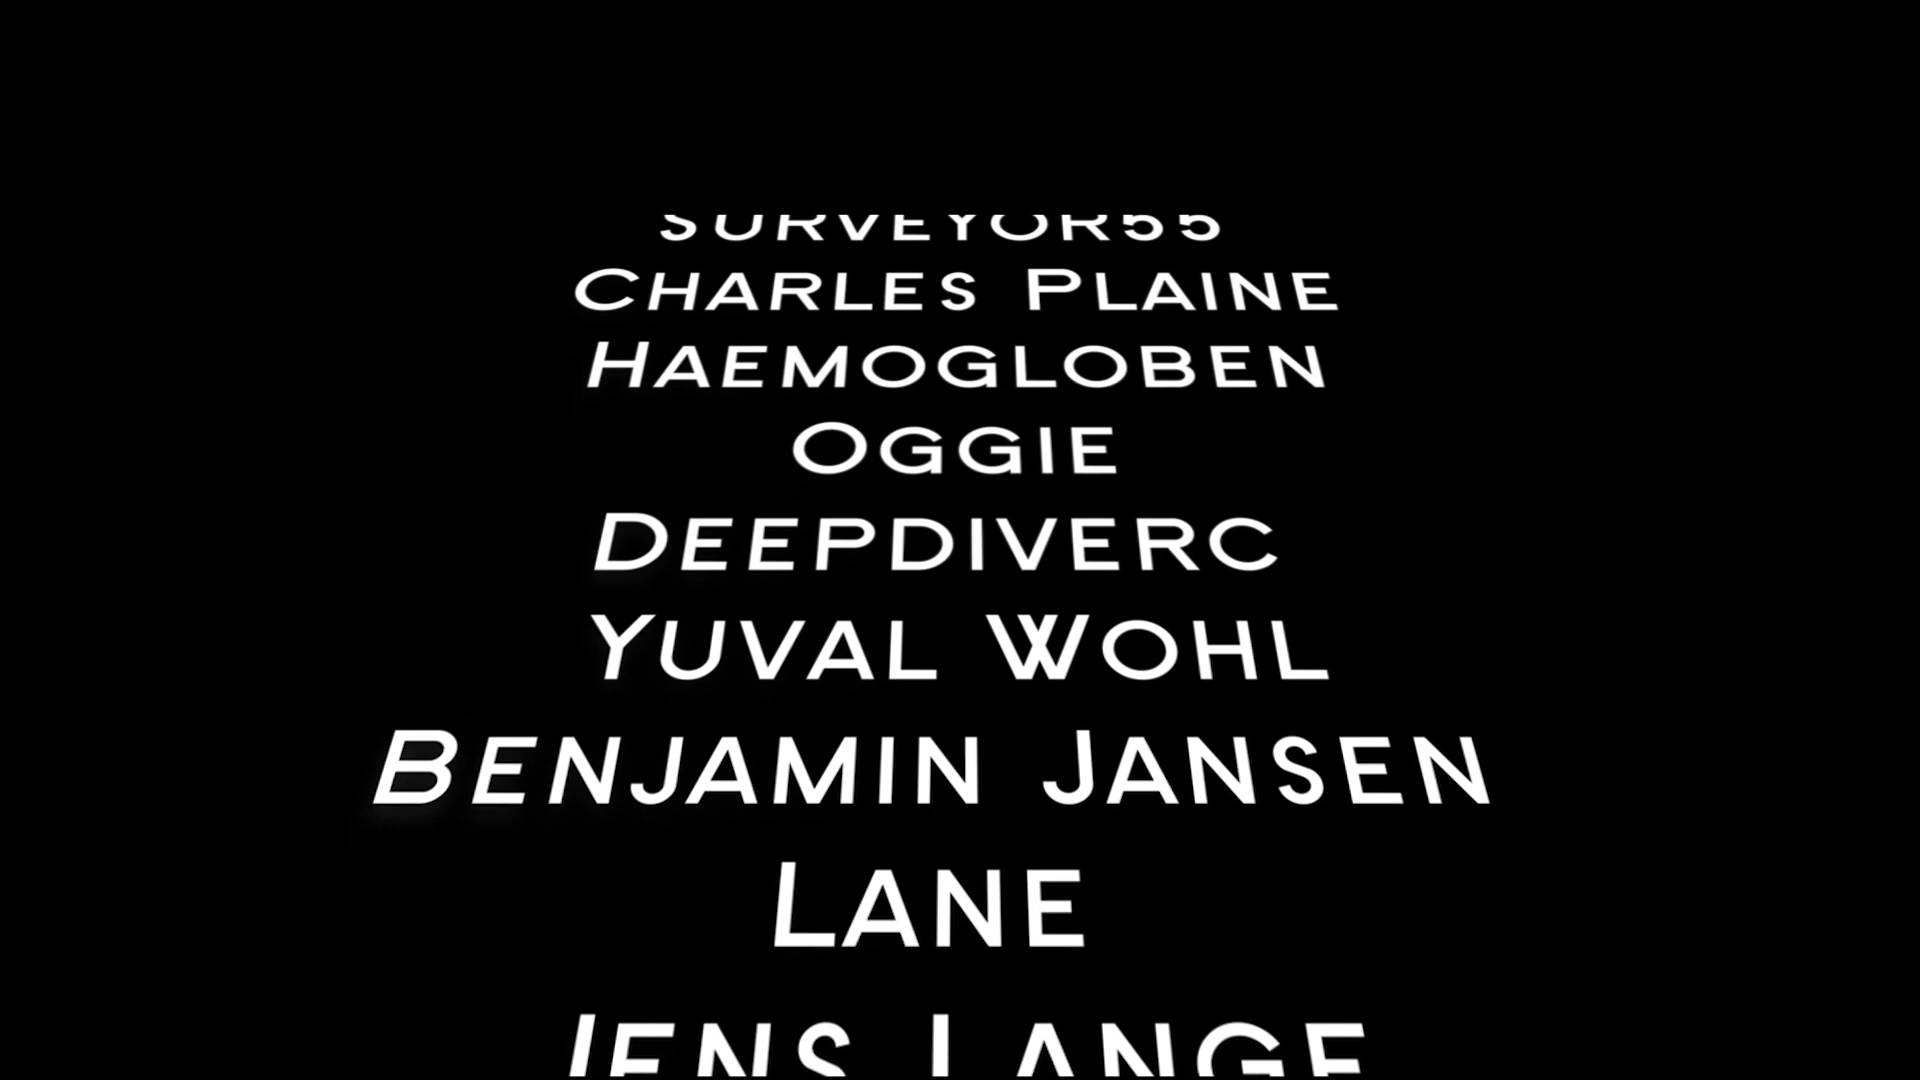 SURVEYOR55
CHARLES PLAINE
HAEMOGLOBEN
OGGIE
DEEPDIVERC
YUVAL WOHL
BENJAMIN JANSEN
LANE
JENS LANGE